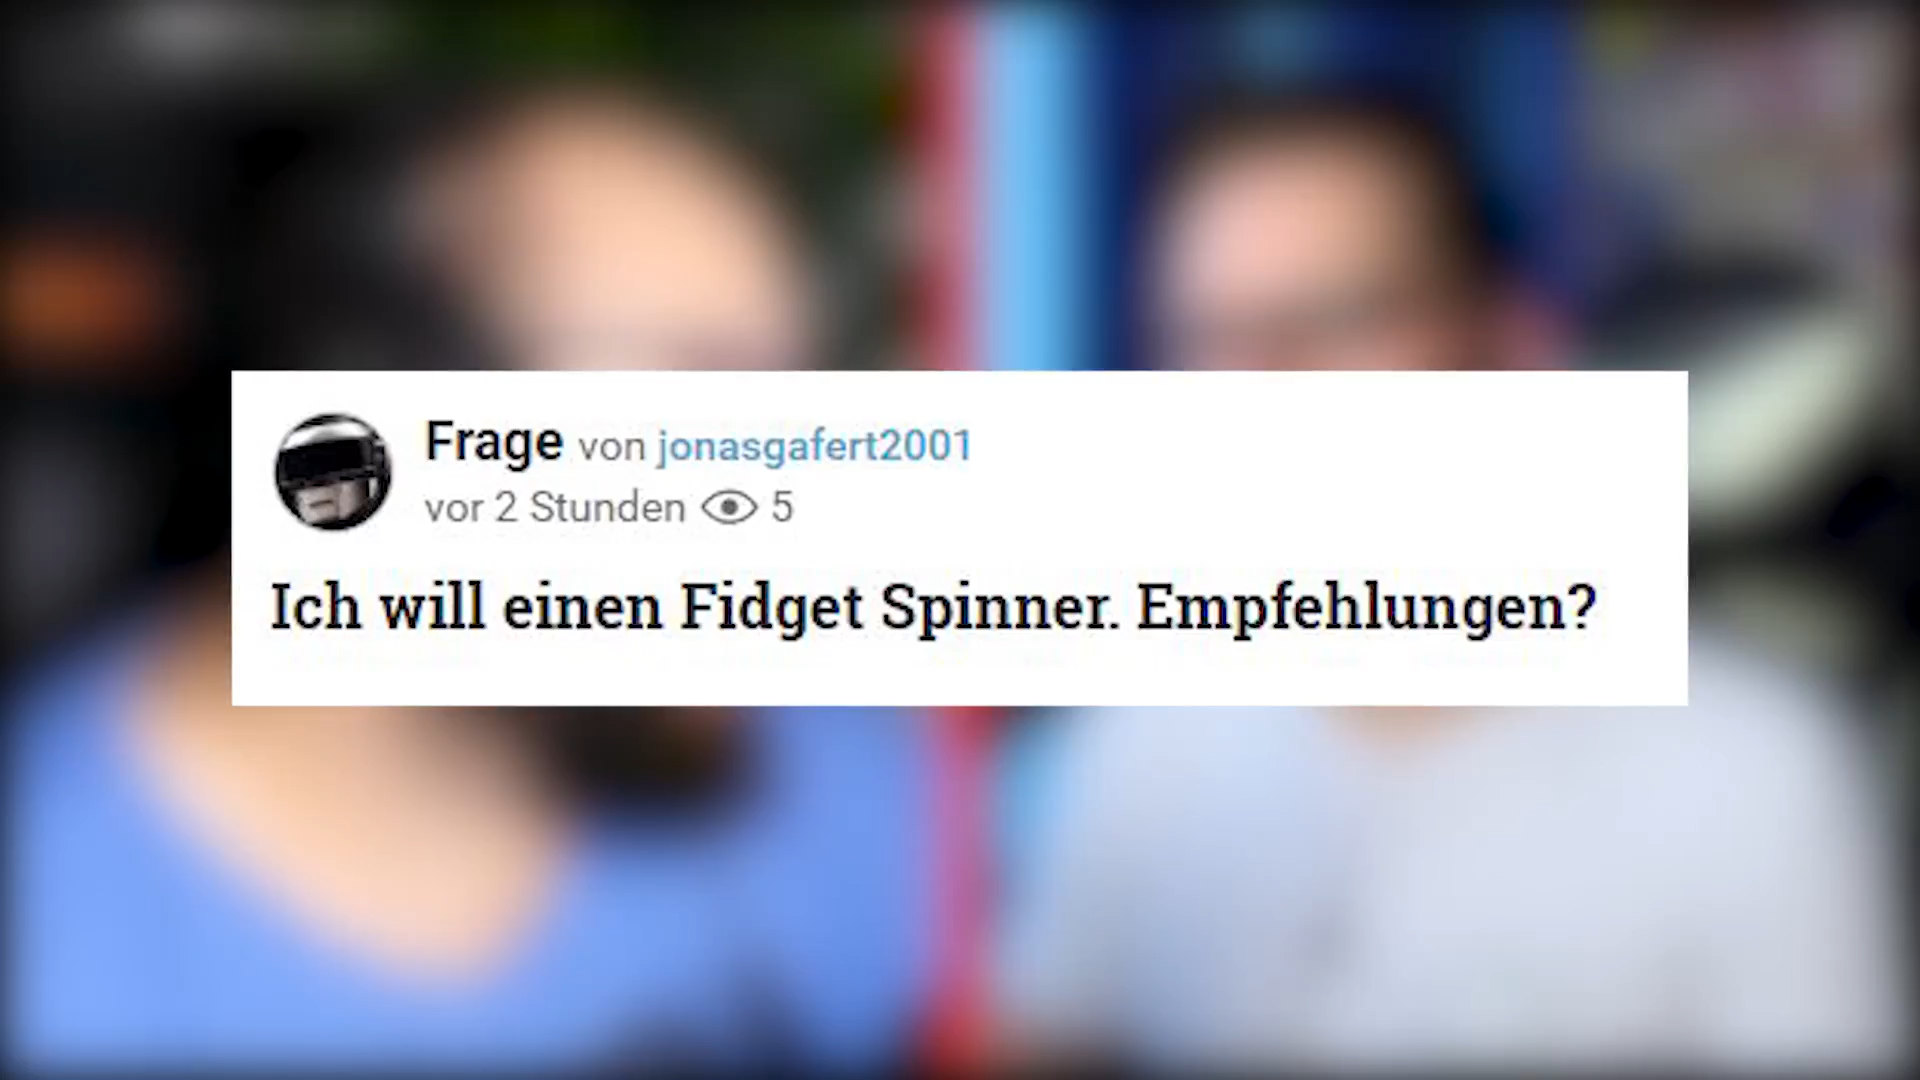 Frage von jonasgafert2001
vor 2 Stunden 5
Ich will einen Fidget Spinner. Empfehlungen?